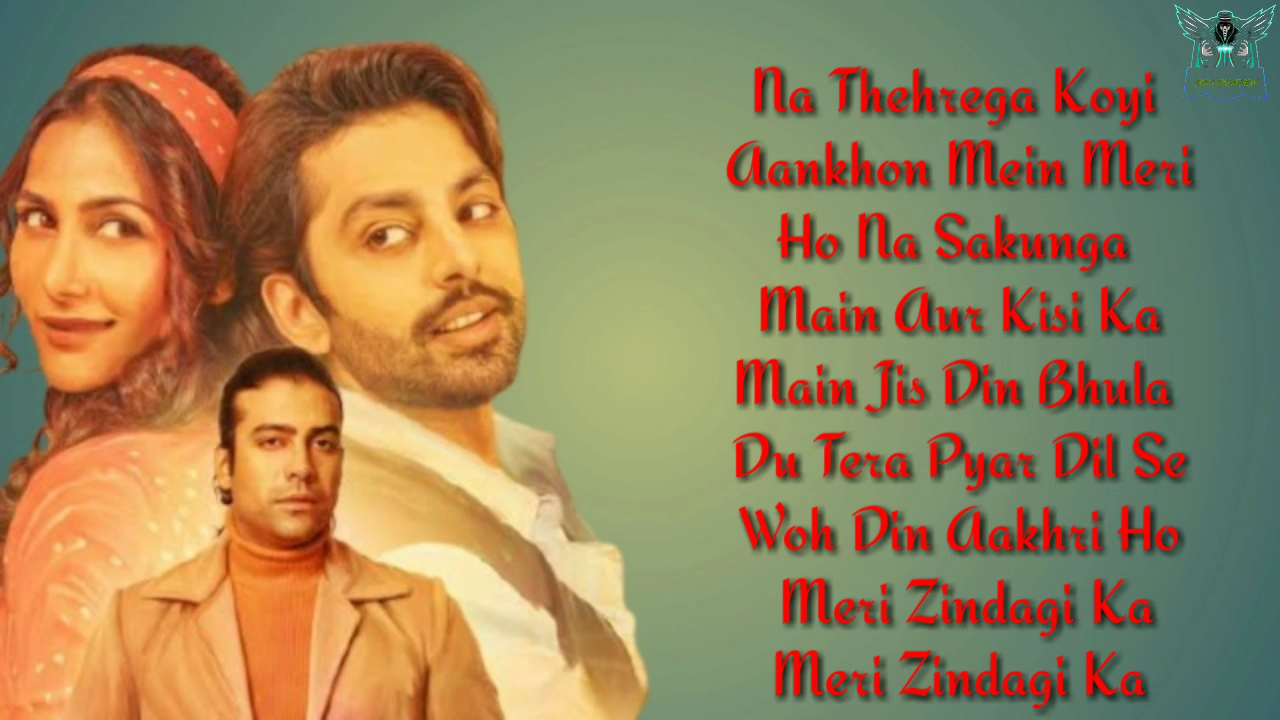 Na Thehrega Koyi
Aankhon Mein Meri
Ho Na Sakunga
Main Aur Kisi Ka
Main Jis Din Bhula
Du Tera Pyar Dil Se
Woh Din Aakhri Ho
Meri Zindagi Ka
Meri Zindagi Ka